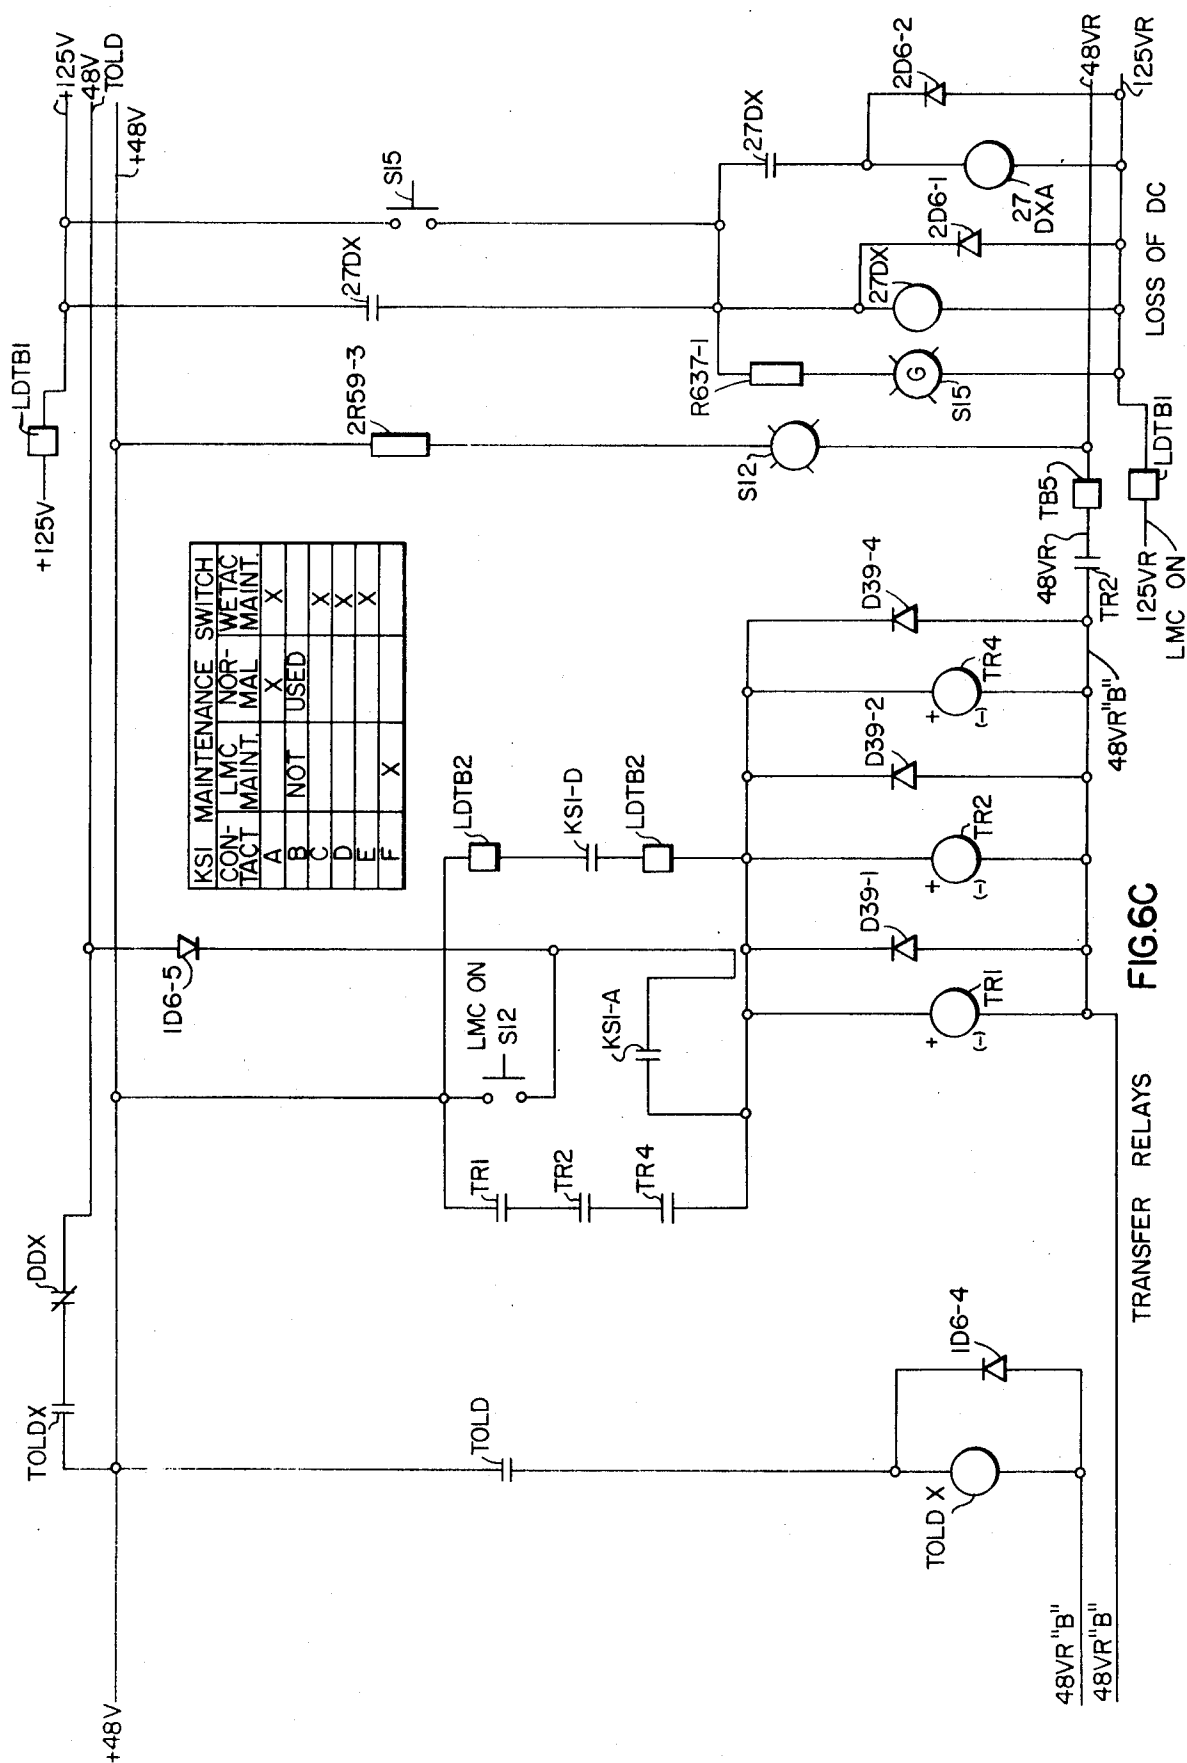 +125V
48V
TOLD
+48V
LDTB1
+125V
SI5
27DX
2R59-3
27DX
2D6-2
27
DXA
2D6-1
27DX
R637-1
G
SI5
SI2
48VR
125VR
LOSS OF DC
LDTB1
TB5
48VR
TR2
125VR
LMC ON
KSI MAINTENANCE SWITCH
CON-TACT
LMC MAINT.
NOR-MAL
WETAC MAINT.
A X X
B NOT USED
C X
D X
E X
F X
1D6-5
LDTB2
KSI-D
LDTB2
LMC ON
SI2
KSI-A
TR1
TR2
TR4
D39-4
TR4
+
(-)
D39-2
TR2
+
(-)
D39-1
TR1
+
(-)
48VR"B"
FIG.6C
TRANSFER RELAYS
DDX
TOLDX
TOLD
1D6-4
TOLD X
+48V
48VR"B"
48VR"B"